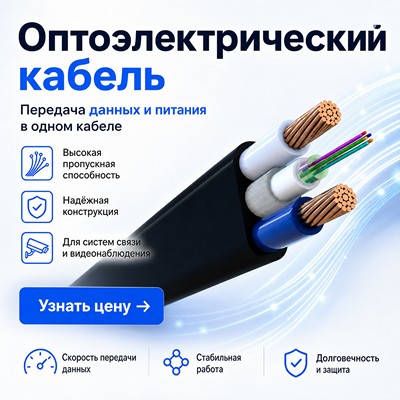 Оптоэлектрический
кабель
Передача данных и питания
в одном кабеле
Высокая
пропускная
способность
Надёжная
конструкция
Для систем связи
и видеонаблюдения
Узнать цену →
Скорость передачи
данных
Стабильная
работа
Долговечность
и защита